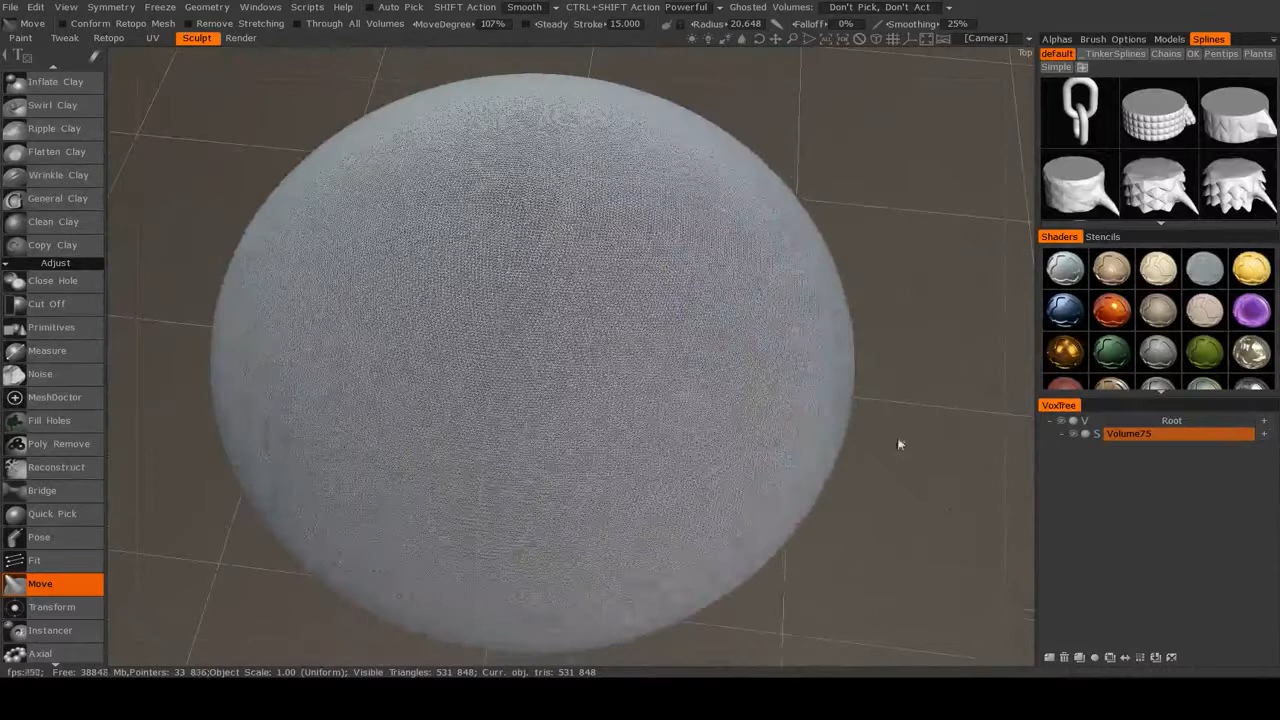 File Edit View Symmetry Freeze Geometry Windows Scripts Help Auto Pick SHIFT Action Smooth CTRL+SHIFT Action Powerful Ghosted Volumes: Don't Pick, Don't Act
Move Conform Retopo Mesh Remove Stretching Through All Volumes MoveDegree 107% Steady Stroke 15.000 Radius 20.648 Falloff 0% Smoothing 25%
Paint Tweak Retopo UV Sculpt Render [Camera]
Top
Alphas Brush Options Models Splines
default _TinkerSplines Chains OK Pentips Plants
Simple
Inflate Clay
Swirl Clay
Ripple Clay
Flatten Clay
Wrinkle Clay
General Clay
Clean Clay
Copy Clay
Adjust
Close Hole
Cut Off
Primitives
Measure
Noise
MeshDoctor
Fill Holes
Poly Remove
Reconstruct
Bridge
Quick Pick
Pose
Fit
Move
Transform
Instancer
Axial
Shaders Stencils
VoxTree
V Root
S Volume75
Mb,Pointers: 33 836;Object Scale: 1.00 (Uniform); Visible Triangles: 531 848; Curr. obj. tris: 531 848